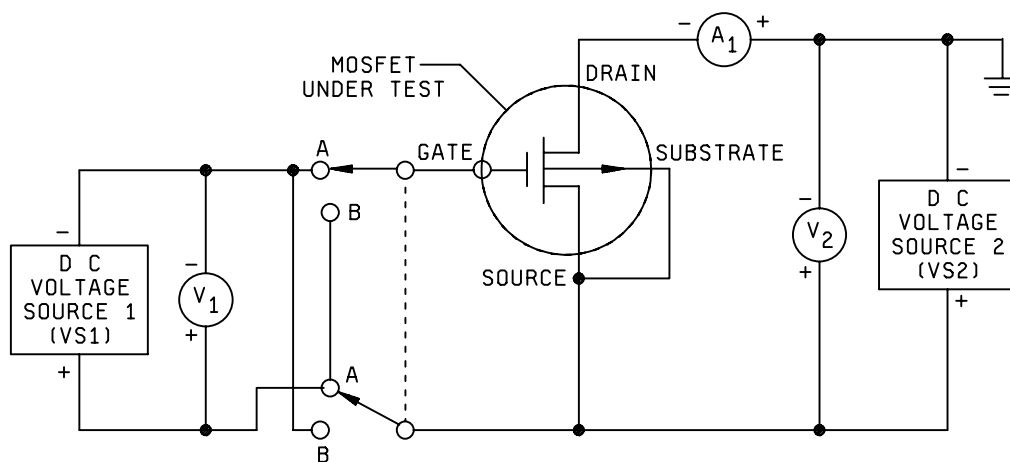 - A1 +
MOSFET
UNDER TEST
DRAIN
A
GATE
SUBSTRATE
B
-
D C
VOLTAGE
SOURCE 1
(VS1)
+
-
V1
+
SOURCE
-
V2
+
-
D C
VOLTAGE
SOURCE 2
(VS2)
+
A
B